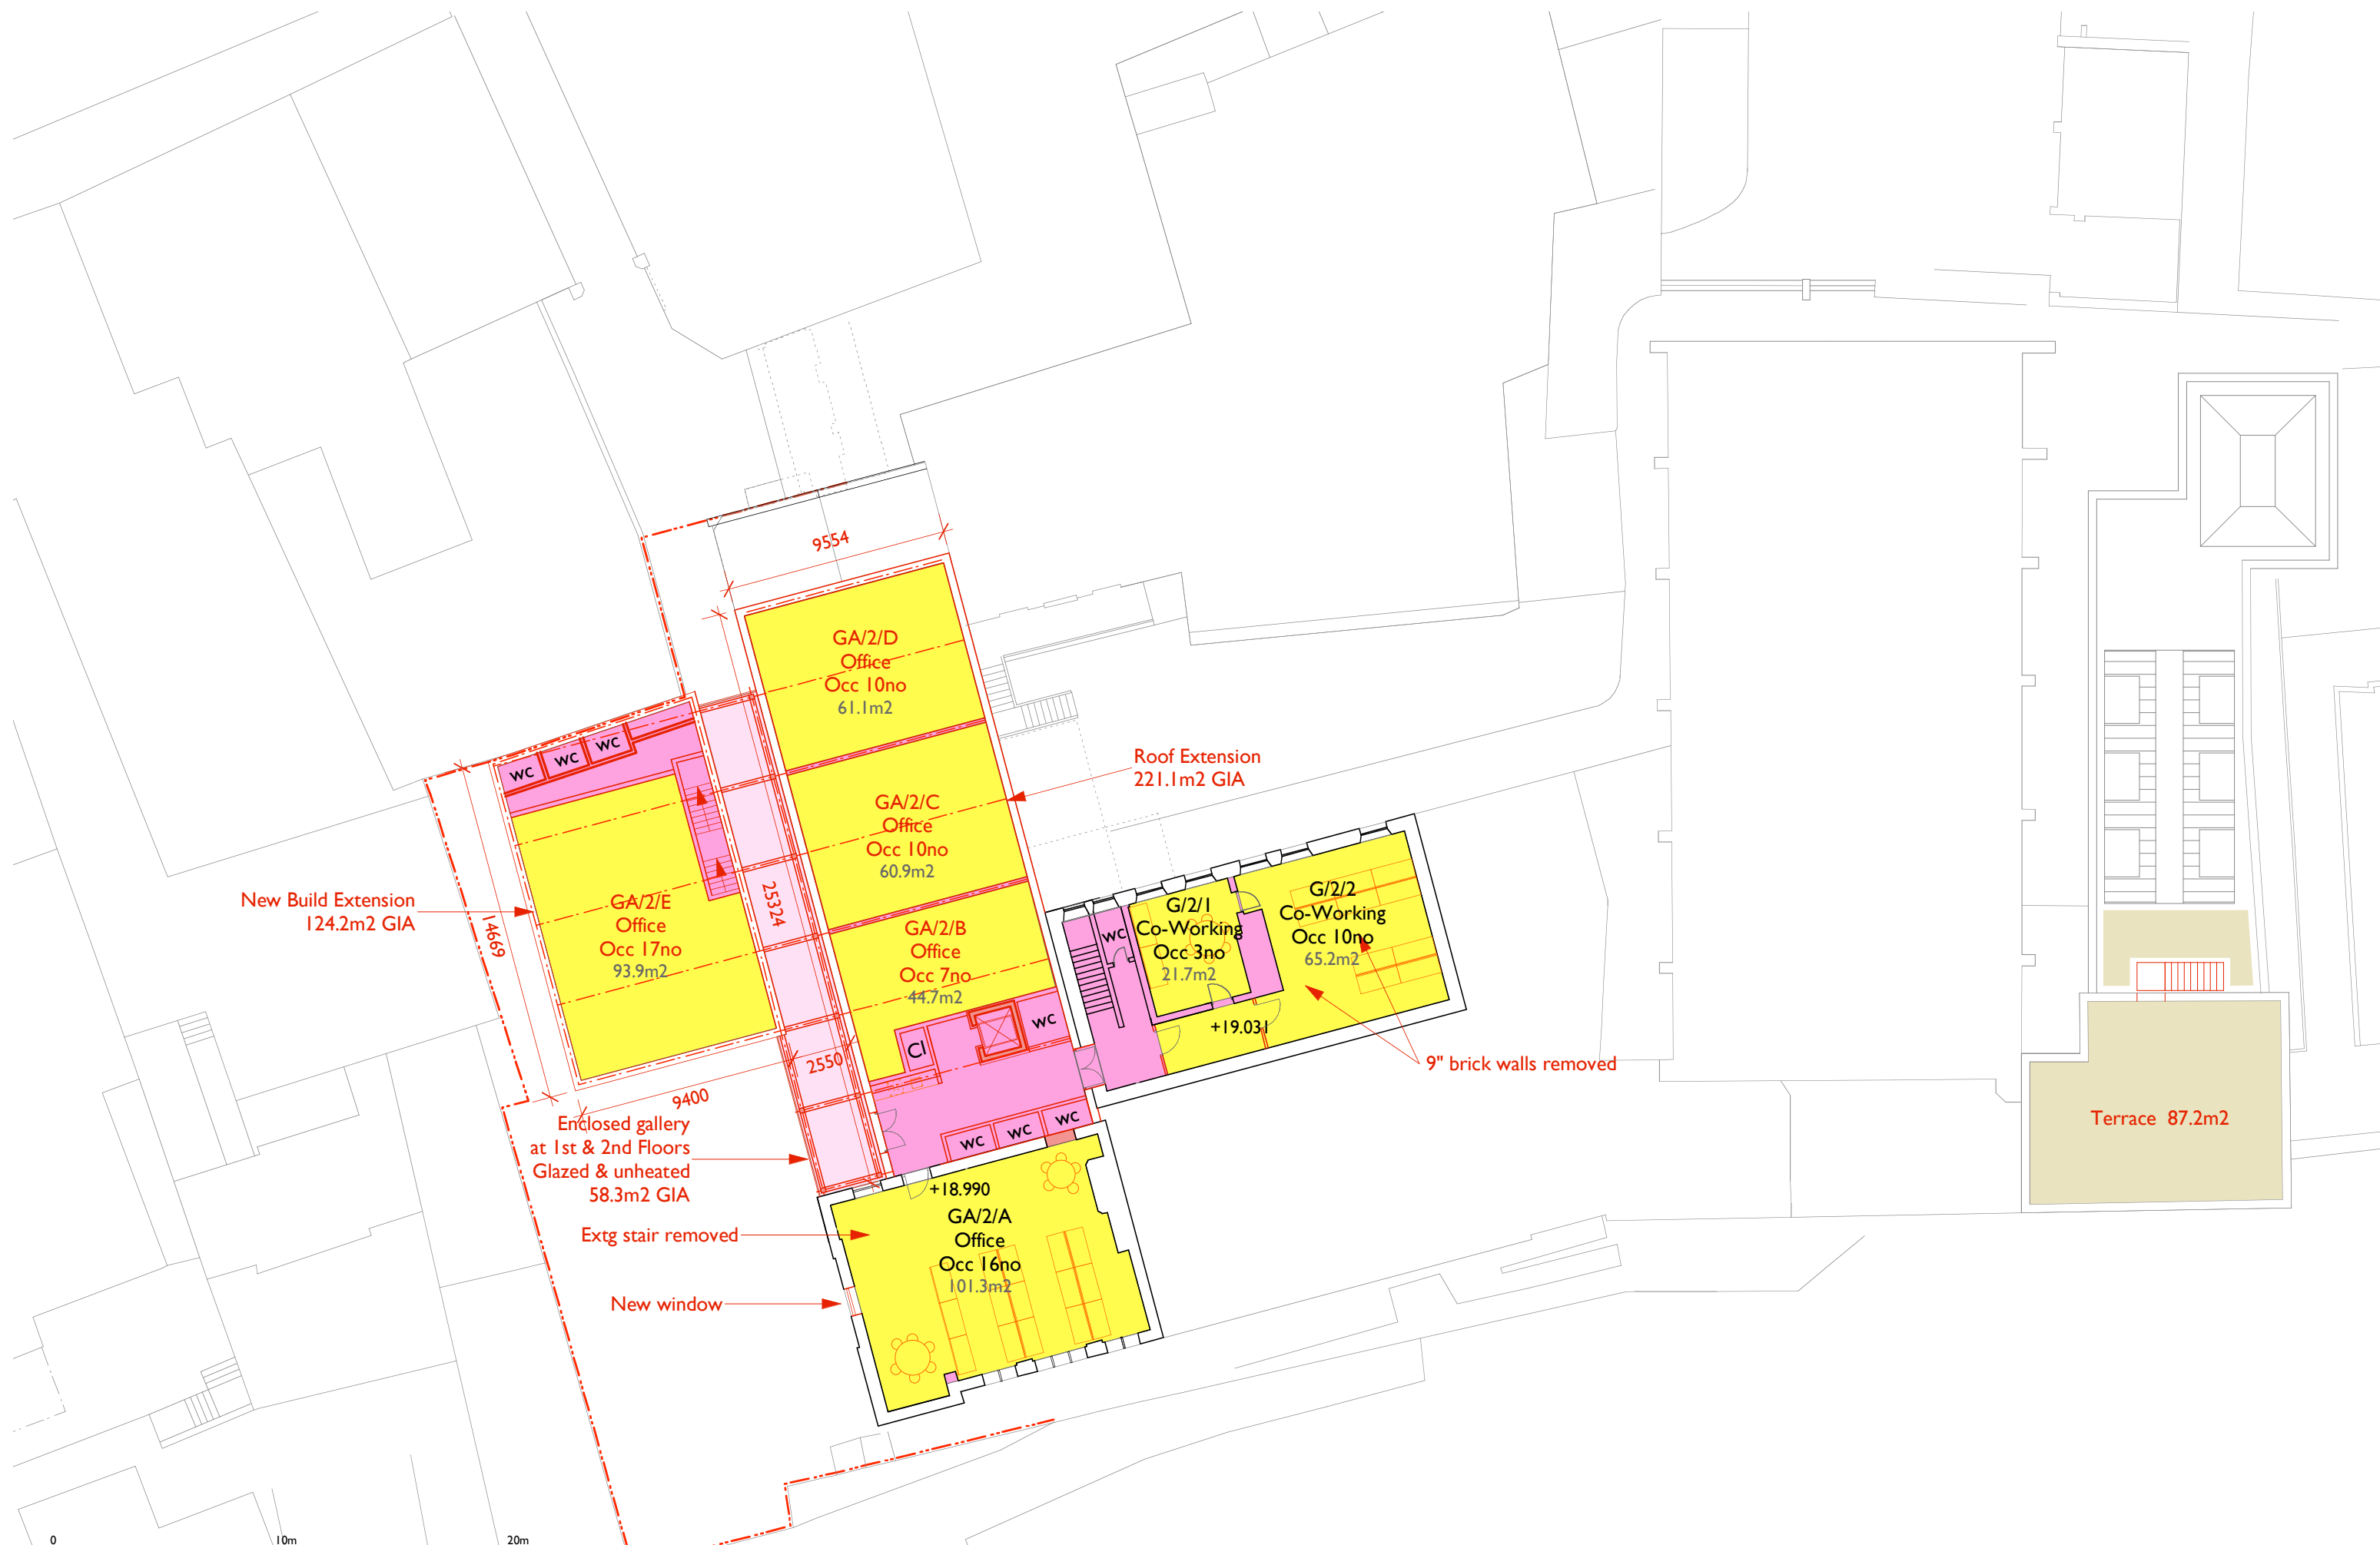 9554
GA/2/D
Office
Occ 10no
61.1m2
WC
WC
WC
Roof Extension
221.1m2 GIA
GA/2/C
Office
Occ 10no
60.9m2
New Build Extension
124.2m2 GIA
14669
GA/2/E
Office
Occ 17no
93.9m2
25324
GA/2/B
Office
Occ 7no
44.7m2
WC
G/2/1
Co-Working
Occ 3no
21.7m2
G/2/2
Co-Working
Occ 10no
65.2m2
+19.031
WC
Cl
2550
9400
9" brick walls removed
Terrace 87.2m2
Enclosed gallery
at 1st & 2nd Floors
Glazed & unheated
58.3m2 GIA
WC
WC
WC
+18.990
GA/2/A
Office
Occ 16no
101.3m2
Extg stair removed
New window
0
10m
20m